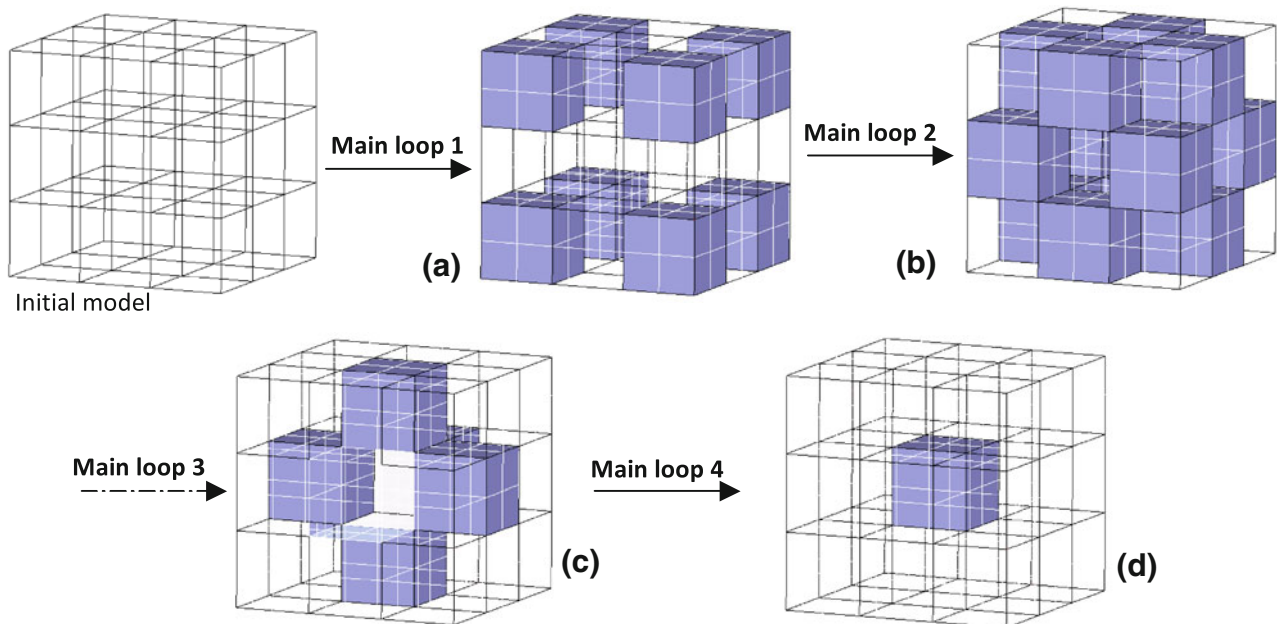 Main loop 1
Main loop 2
(a)
(b)
Initial model
Main loop 3
Main loop 4
(c)
(d)